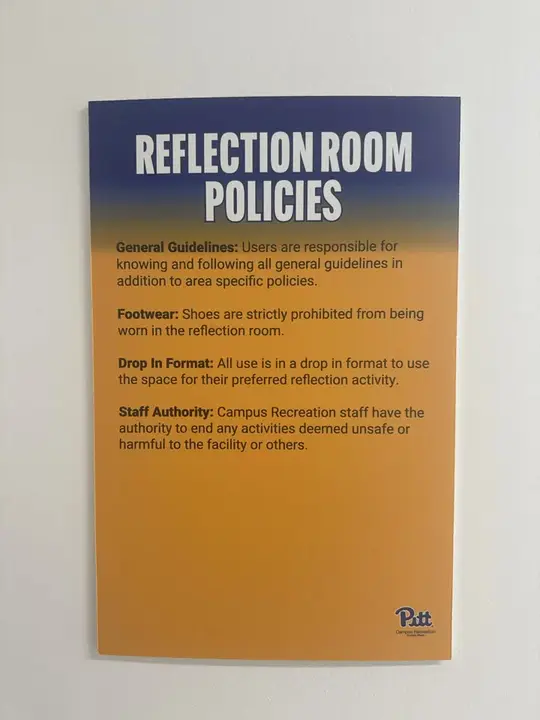 REFLECTION ROOM
POLICIES
General Guidelines: Users are responsible for
knowing and following all general guidelines in
addition to area specific policies.
Footwear: Shoes are strictly prohibited from being
worn in the reflection room.
Drop In Format: All use is in a drop in format to use
the space for their preferred reflection activity.
Staff Authority: Campus Recreation staff have the
authority to end any activities deemed unsafe or
harmful to the facility or others.
Pitt
Campus Recreation